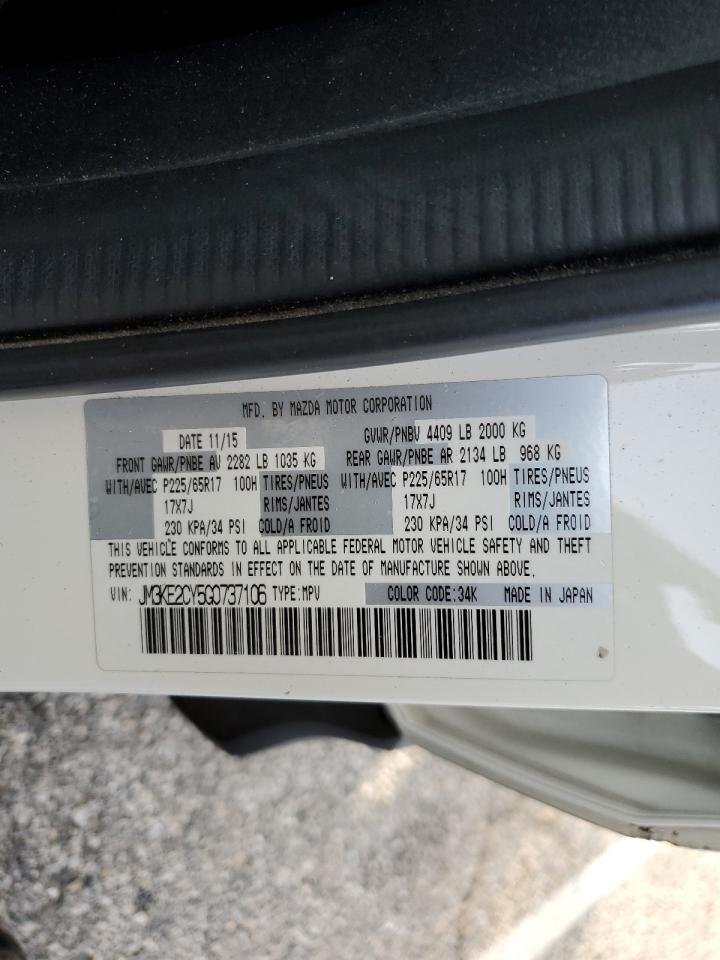 MFD. BY MAZDA MOTOR CORPORATION
DATE 11/15 GVWR/PNBV 4409 LB 2000 KG
FRONT GAWR/PNBE AV 2282 LB 1035 KG REAR GAWR/PNBE AR 2134 LB 968 KG
WITH/AVEC P225/65R17 100H TIRES/PNEUS WITH/AVEC P225/65R17 100H TIRES/PNEUS
17X7J RIMS/JANTES 17X7J RIMS/JANTES
230 KPA/34 PSI COLD/A FROID 230 KPA/34 PSI COLD/A FROID
THIS VEHICLE CONFORMS TO ALL APPLICABLE FEDERAL MOTOR VEHICLE SAFETY AND THEFT
PREVENTION STANDARDS IN EFFECT ON THE DATE OF MANUFACTURE SHOWN ABOVE.
VIN: JM3KE2CY5G0737106 TYPE:MPV COLOR CODE:34K MADE IN JAPAN